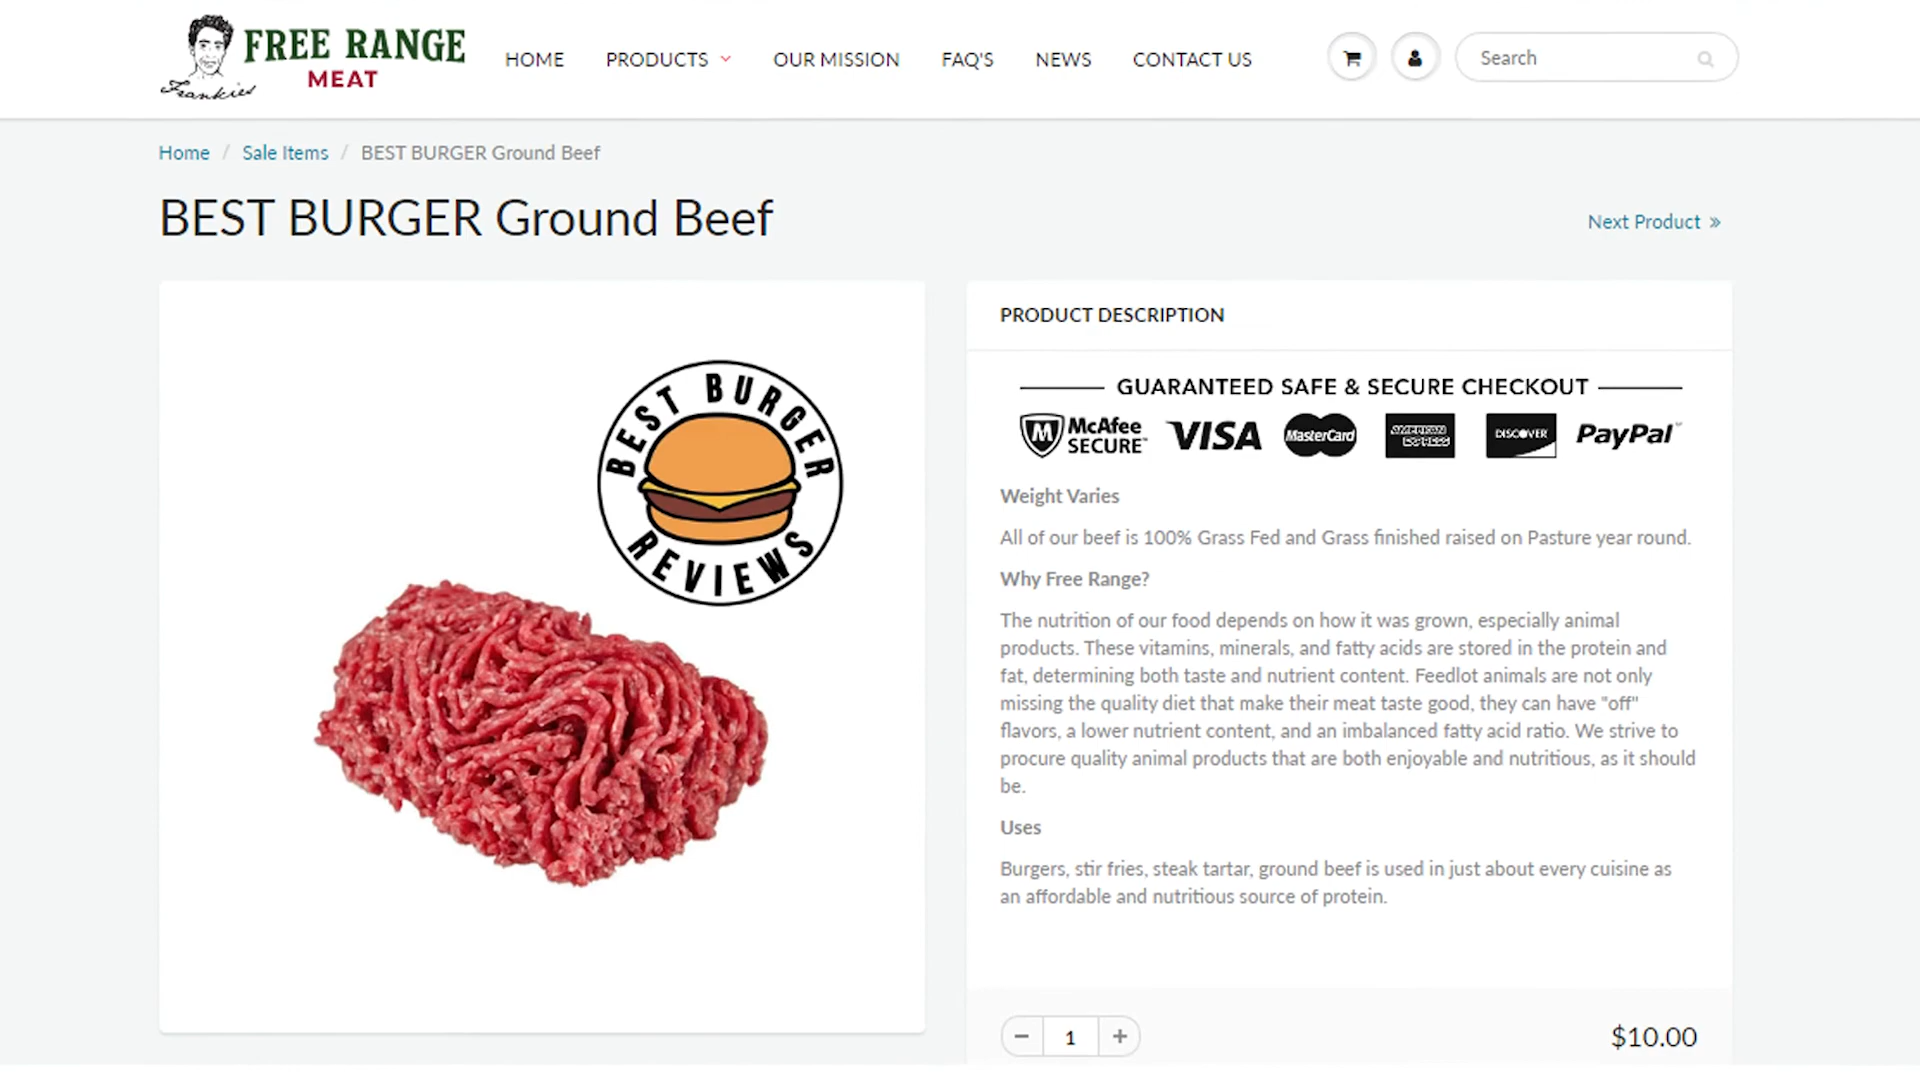 FREE RANGE
MEAT
Frankies
HOME
PRODUCTS
OUR MISSION
FAQ'S
NEWS
CONTACT US
Search
Home / Sale Items / BEST BURGER Ground Beef
BEST BURGER Ground Beef
Next Product »
BEST BURGER
REVIEWS
PRODUCT DESCRIPTION
GUARANTEED SAFE & SECURE CHECKOUT
M McAfee
SECURE™
VISA
MasterCard
AMERICAN
EXPRESS
DISCOVER
PayPal™
Weight Varies
All of our beef is 100% Grass Fed and Grass finished raised on Pasture year round.
Why Free Range?
The nutrition of our food depends on how it was grown, especially animal
products. These vitamins, minerals, and fatty acids are stored in the protein and
fat, determining both taste and nutrient content. Feedlot animals are not only
missing the quality diet that make their meat taste good, they can have "off"
flavors, a lower nutrient content, and an imbalanced fatty acid ratio. We strive to
procure quality animal products that are both enjoyable and nutritious, as it should
be.
Uses
Burgers, stir fries, steak tartar, ground beef is used in just about every cuisine as
an affordable and nutritious source of protein.
− 1 +
$10.00